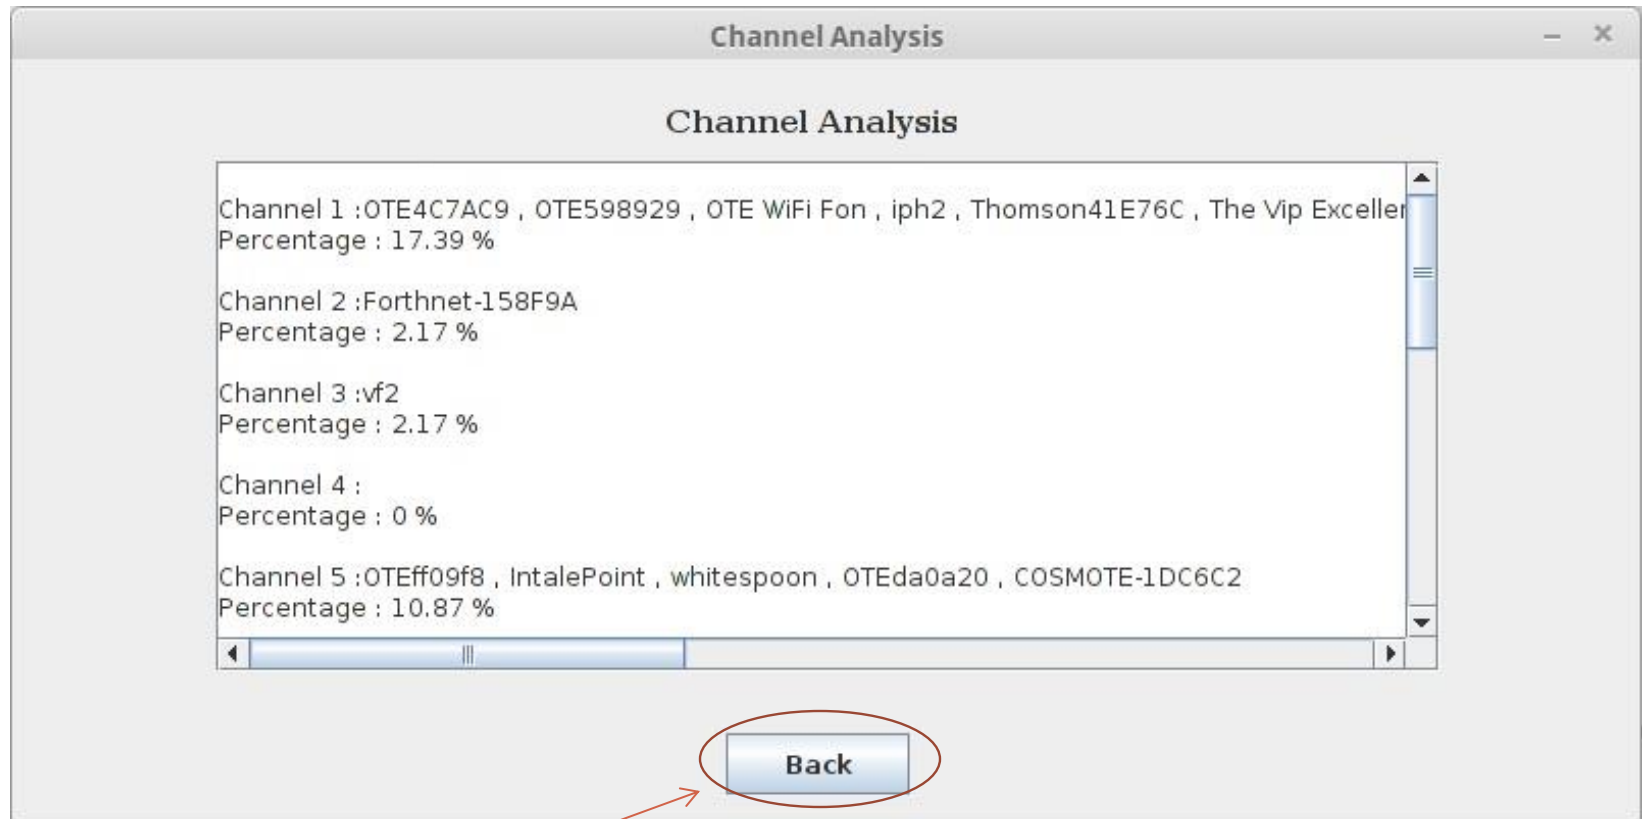 Channel Analysis
Channel Analysis
Channel 1 :OTE4C7AC9 , OTE598929 , OTE WiFi Fon , iph2 , Thomson41E76C , The Vip Exceller
Percentage : 17.39 %
Channel 2 :Forthnet-158F9A
Percentage : 2.17 %
Channel 3 :vf2
Percentage : 2.17 %
Channel 4 :
Percentage : 0 %
Channel 5 :OTEff09f8 , IntalePoint , whitespoon , OTEda0a20 , COSMOTE-1DC6C2
Percentage : 10.87 %
Back